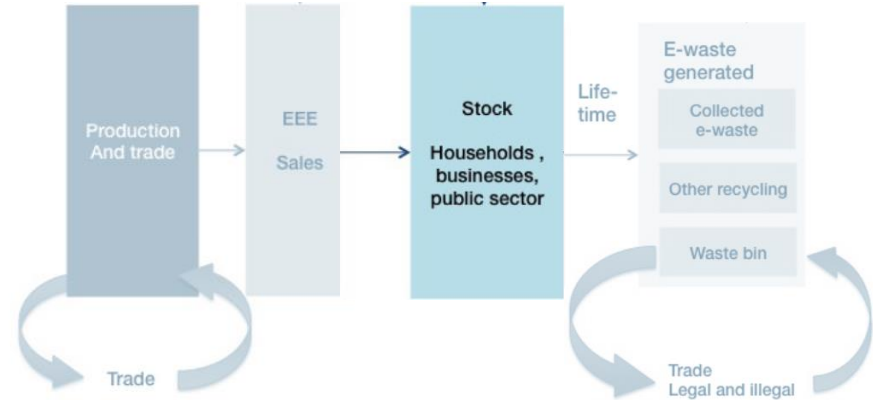 Production
And trade
EEE
Sales
Stock
Households ,
businesses,
public sector
Life-
time
E-waste
generated
Collected
e-waste
Other recycling
Waste bin
Trade
Trade
Legal and illegal